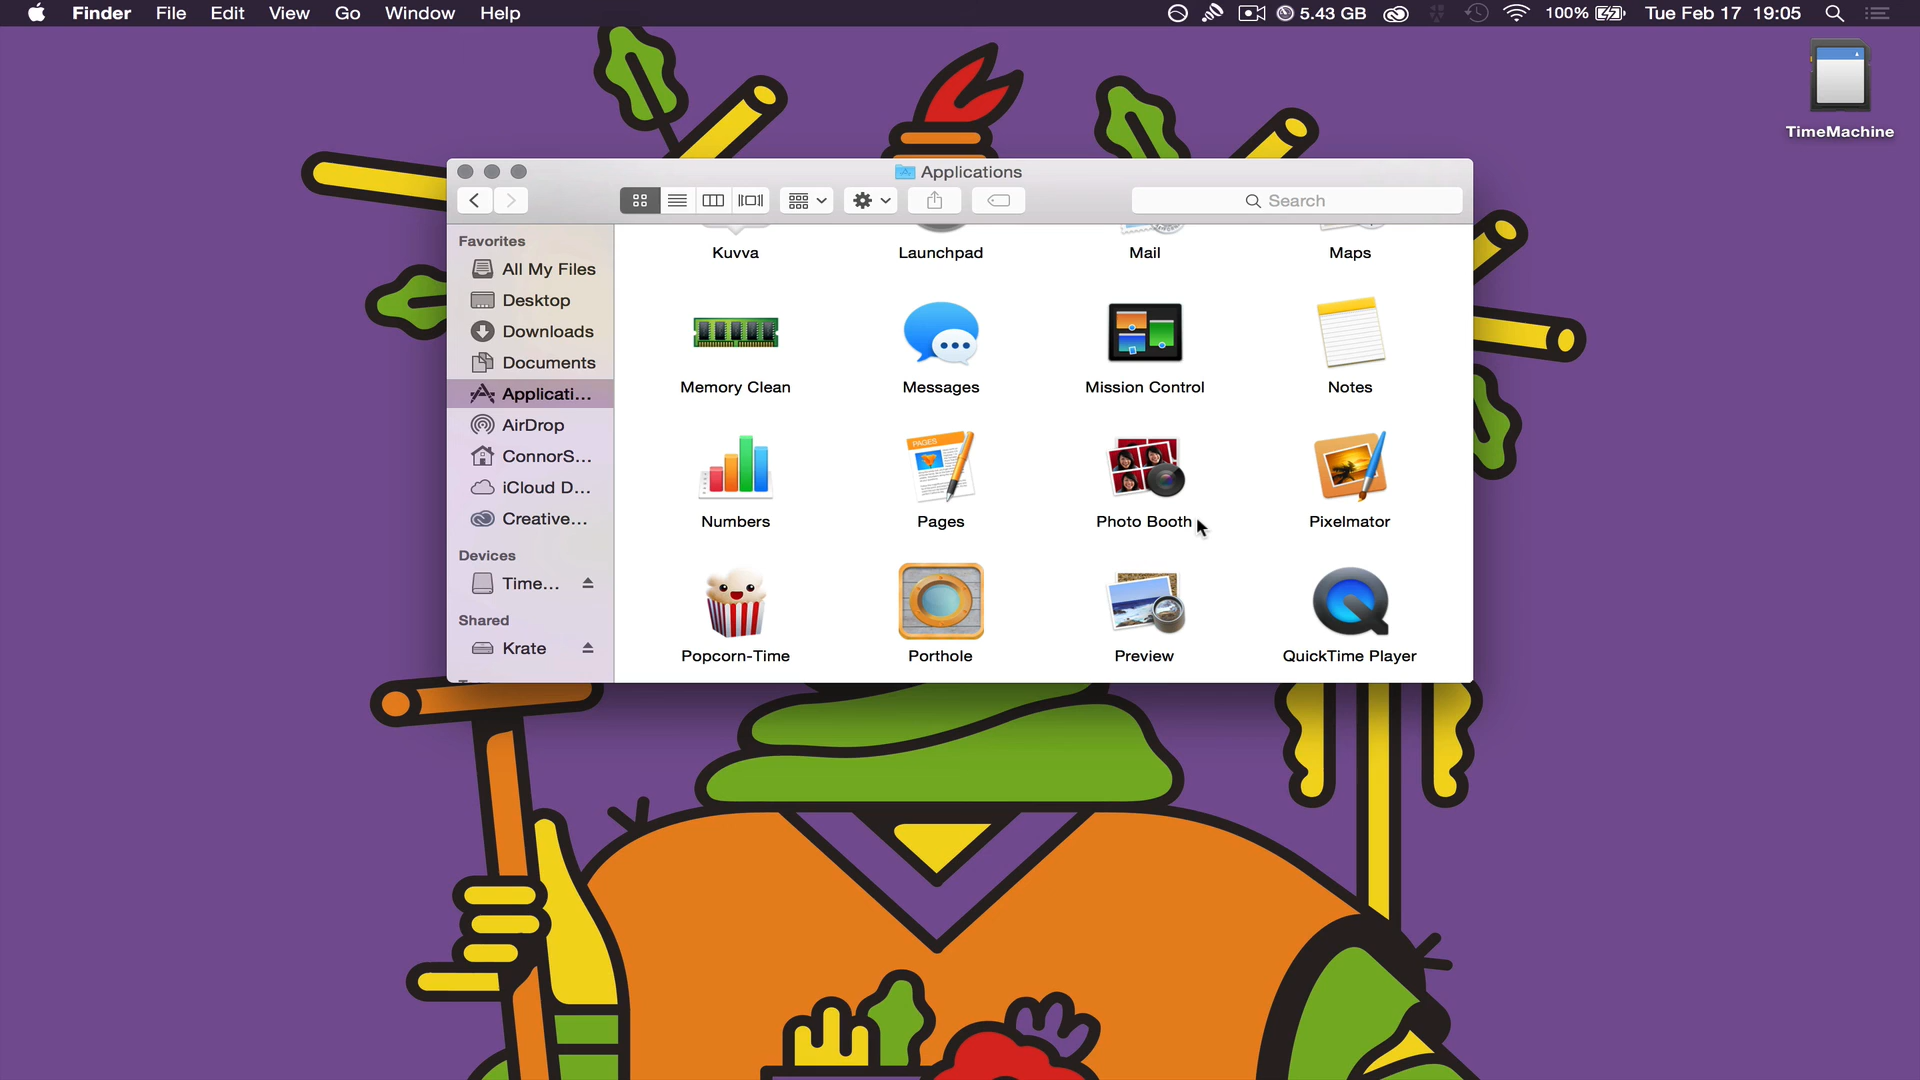 Finder File Edit View Go Window Help 5.43 GB 100% Tue Feb 17 19:05
TimeMachine
Applications
Search
Favorites
All My Files
Desktop
Downloads
Documents
Applicati...
AirDrop
ConnorS...
iCloud D...
Creative...
Devices
Time...
Shared
Krate
Kuvva Launchpad Mail Maps
Memory Clean Messages Mission Control Notes
PAGES
Numbers Pages Photo Booth Pixelmator
Popcorn-Time Porthole Preview QuickTime Player